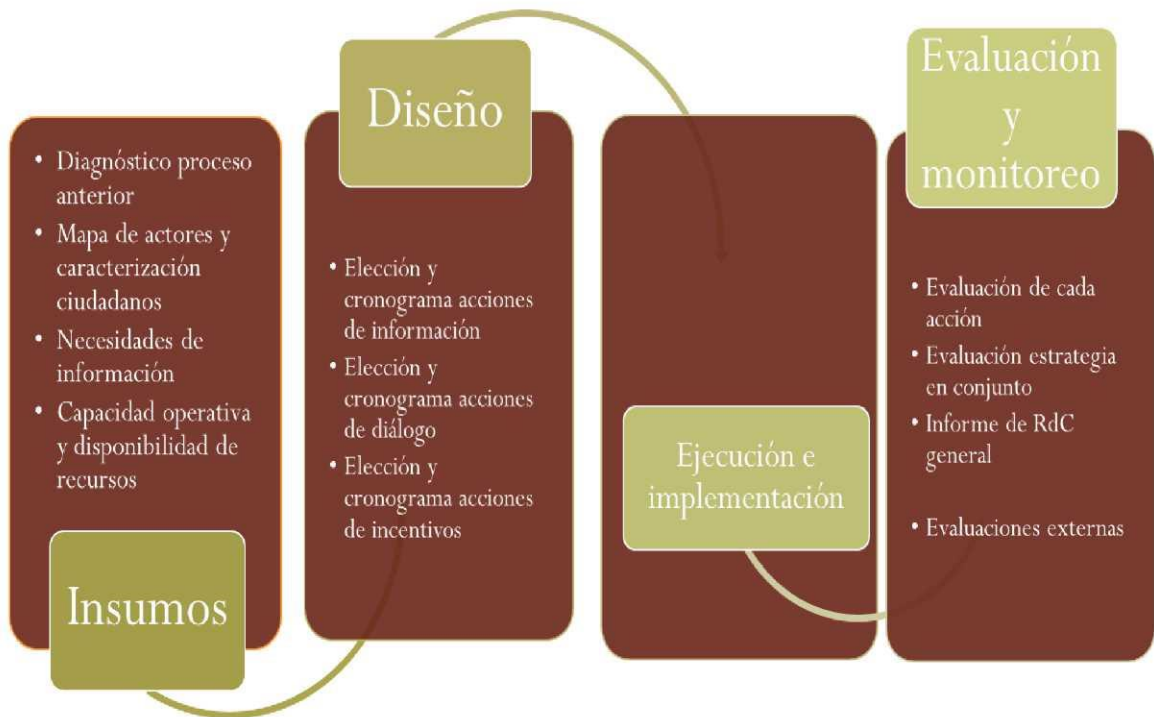 • Diagnóstico proceso
anterior
• Mapa de actores y
caracterización
ciudadanos
• Necesidades de
información
• Capacidad operativa
y disponibilidad de
recursos
Insumos
Diseño
• Elección y
cronograma acciones
de información
• Elección y
cronograma acciones
de diálogo
• Elección y
cronograma acciones
de incentivos
Ejecución e
implementación
Evaluación
y
monitoreo
• Evaluación de cada
acción
• Evaluación estrategia
en conjunto
• Informe de RdC
general
• Evaluaciones externas